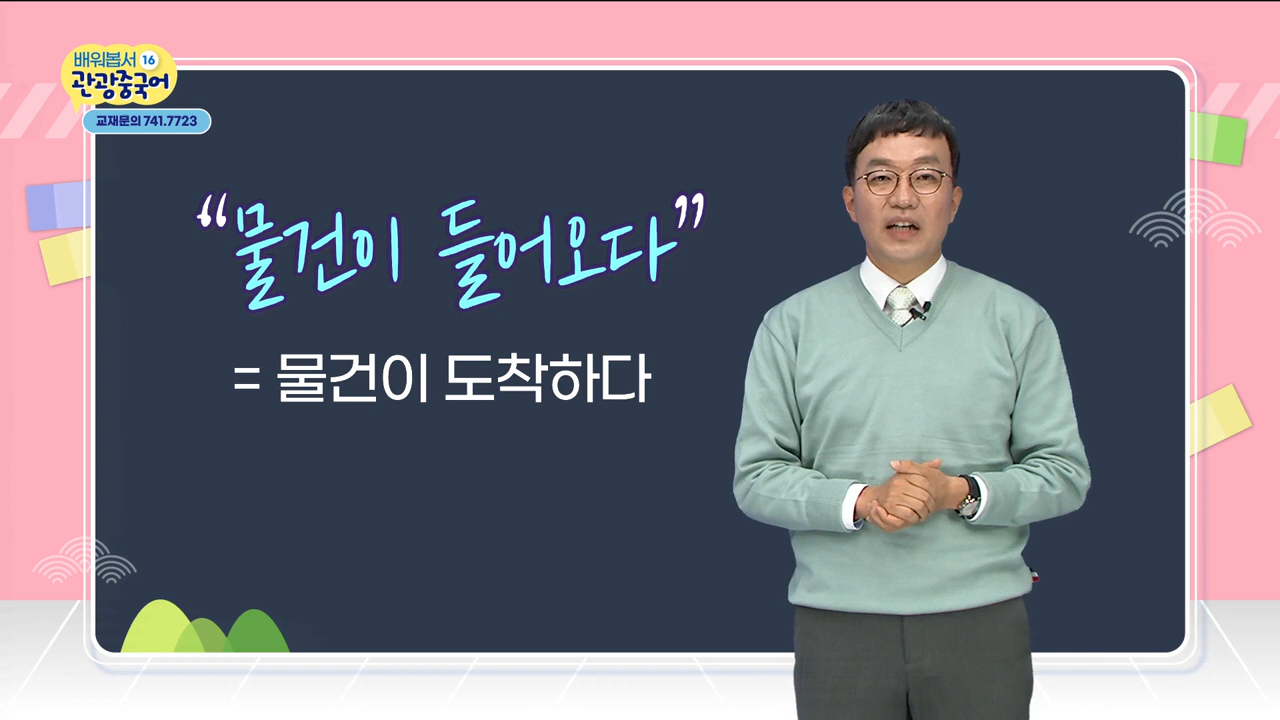 배워봅서 16
관광중국어
교재문의 741.7723
“물건이 들어오다”
= 물건이 도착하다